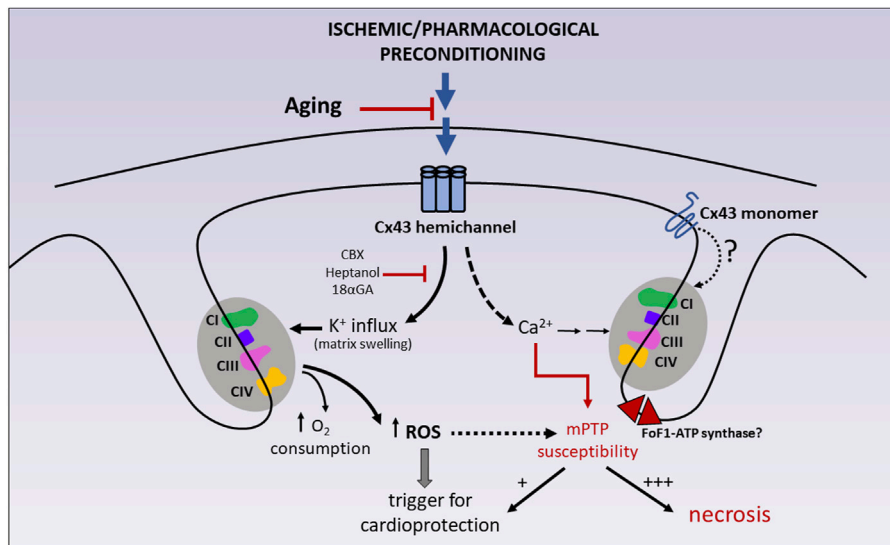 ISCHEMIC/PHARMACOLOGICAL
PRECONDITIONING
Aging
Cx43 hemichannel
Cx43 monomer
?
CBX
Heptanol
18αGA
K⁺ influx
(matrix swelling)
Ca²⁺
CI
CII
CIII
CIV
CI
CII
CIII
CIV
O₂
consumption
ROS
mPTP
susceptibility
FoF1-ATP synthase?
+
+++
trigger for
cardioprotection
necrosis